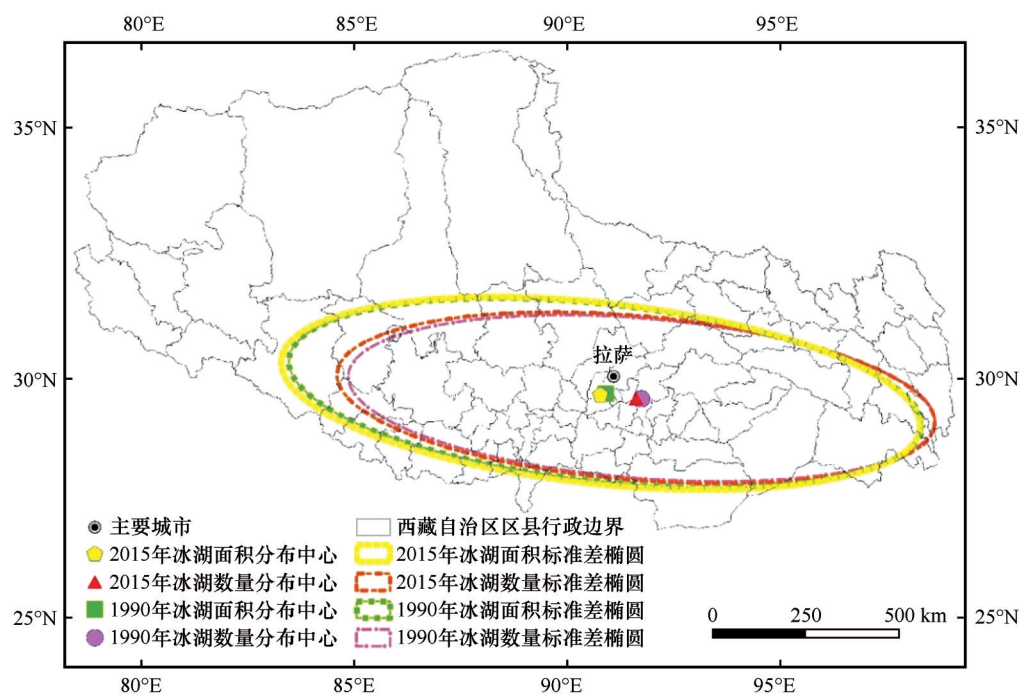 80°E 85°E 90°E 95°E
35°N 35°N
拉萨
30°N 30°N
主要城市 西藏自治区区县行政边界
2015年冰湖面积分布中心 2015年冰湖面积标准差椭圆
2015年冰湖数量分布中心 2015年冰湖数量标准差椭圆
1990年冰湖面积分布中心 1990年冰湖面积标准差椭圆
1990年冰湖数量分布中心 1990年冰湖数量标准差椭圆
0 250 500 km
25°N 25°N
80°E 85°E 90°E 95°E